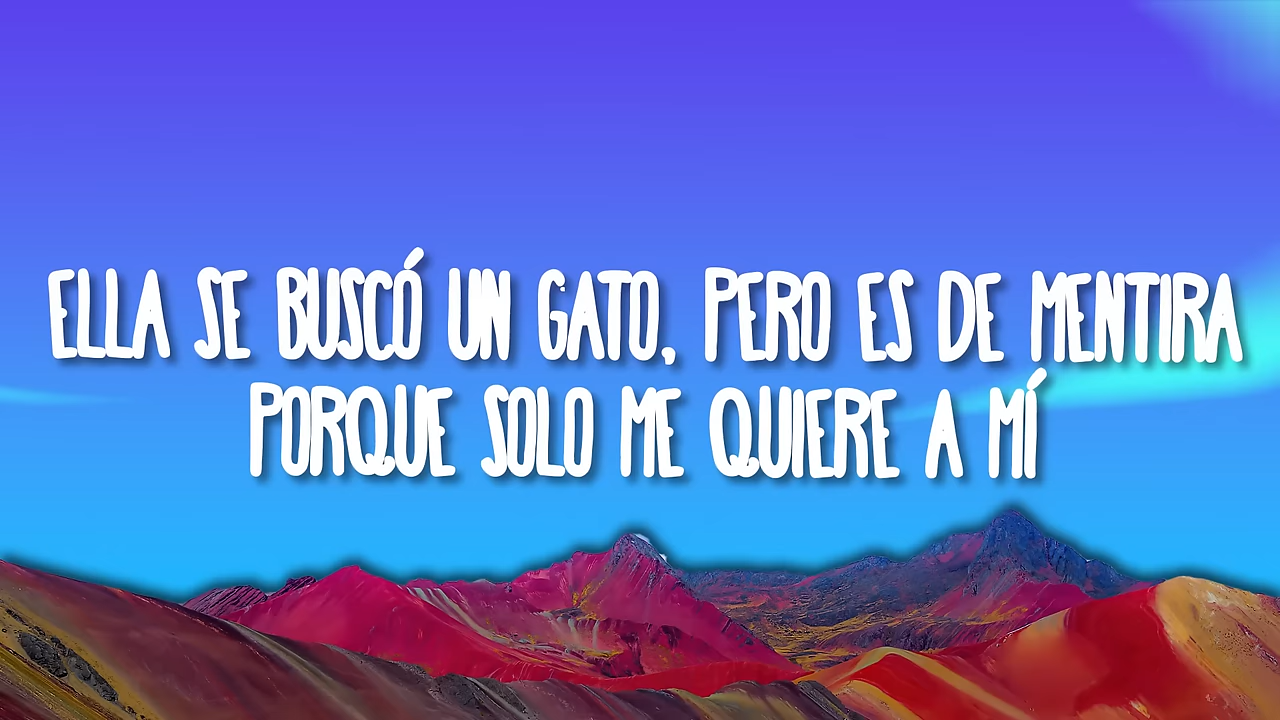 ELLA SE BUSCÓ UN GATO, PERO ES DE MENTIRA
PORQUE SOLO ME QUIERE A MÍ